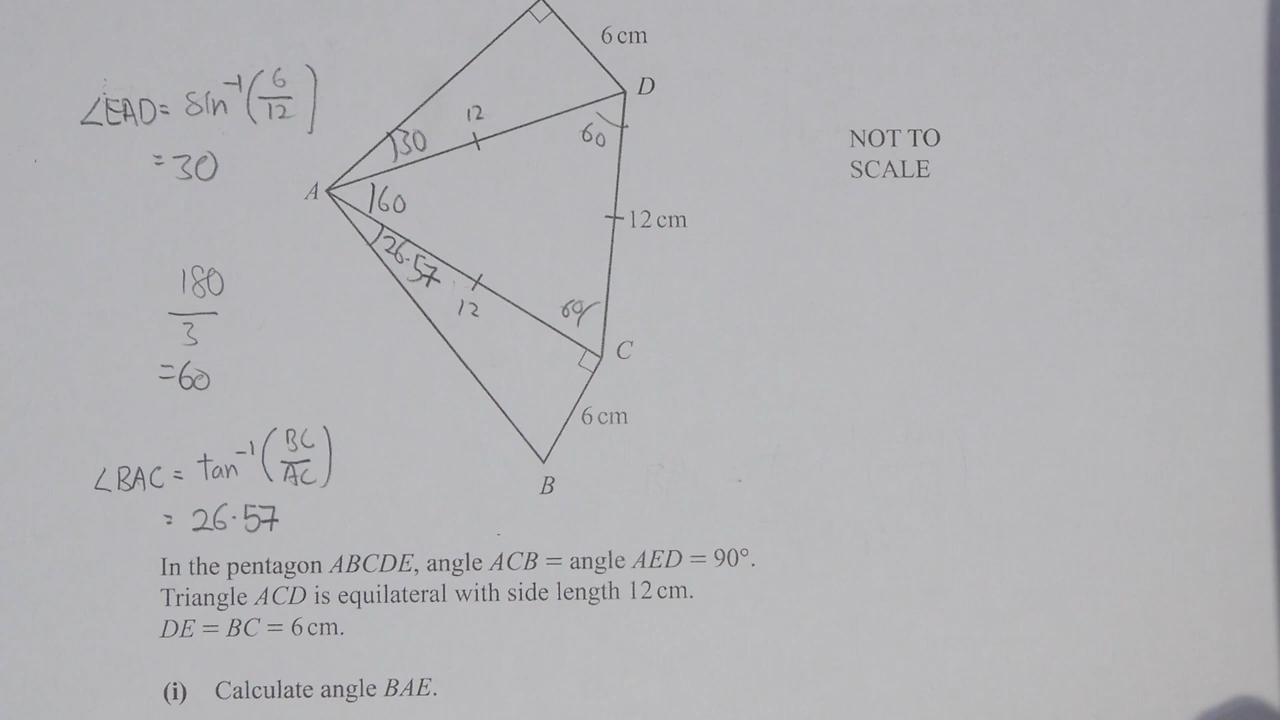 6 cm
D
∠EAD = sin⁻¹(6/12)
= 30
12
30
60
NOT TO
SCALE
A
60
12 cm
26.57
12
60
180
3
= 60
C
6 cm
∠BAC = tan⁻¹(BC/AC)
= 26.57
B
In the pentagon ABCDE, angle ACB = angle AED = 90°.
Triangle ACD is equilateral with side length 12 cm.
DE = BC = 6 cm.
(i) Calculate angle BAE.